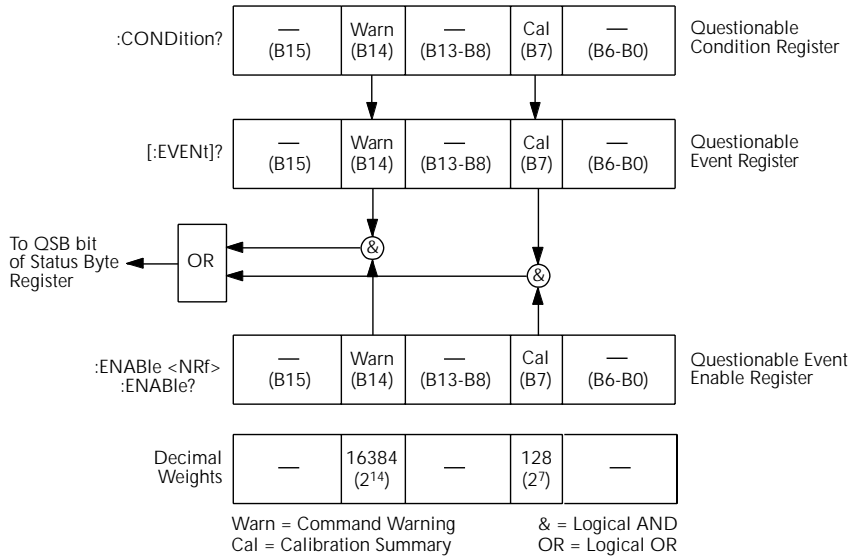 :CONDition?
—
(B15)
Warn
(B14)
—
(B13-B8)
Cal
(B7)
—
(B6-B0)
Questionable
Condition Register
[:EVENt]?
—
(B15)
Warn
(B14)
—
(B13-B8)
Cal
(B7)
—
(B6-B0)
Questionable
Event Register
To QSB bit
of Status Byte
Register
OR
&
&
:ENABle <NRf>
:ENABle?
—
(B15)
Warn
(B14)
—
(B13-B8)
Cal
(B7)
—
(B6-B0)
Questionable Event
Enable Register
Decimal
Weights
—
16384
(2¹⁴)
—
128
(2⁷)
—
Warn = Command Warning
Cal = Calibration Summary
& = Logical AND
OR = Logical OR